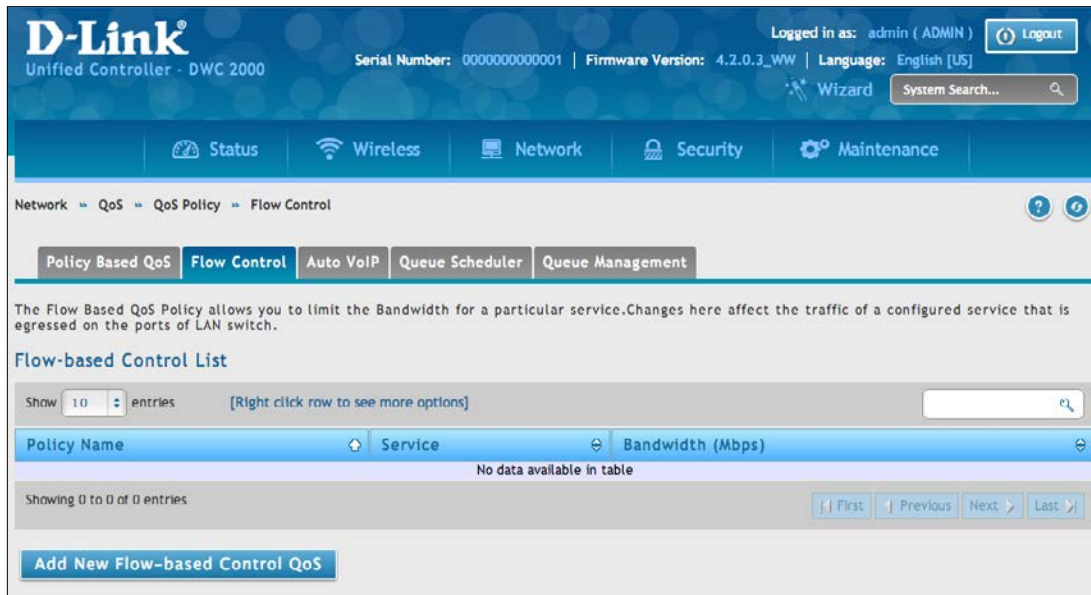 D-Link®
Unified Controller - DWC 2000
Logged in as: admin ( ADMIN )
Logout
Serial Number: 0000000000001 | Firmware Version: 4.2.0.3_WW | Language: English [US]
Wizard
System Search...
Status
Wireless
Network
Security
Maintenance
Network » QoS » QoS Policy » Flow Control
?
Policy Based QoS
Flow Control
Auto VoIP
Queue Scheduler
Queue Management
The Flow Based QoS Policy allows you to limit the Bandwidth for a particular service.Changes here affect the traffic of a configured service that is
egressed on the ports of LAN switch.
Flow-based Control List
Show 10 entries
[Right click row to see more options]
Policy Name
Service
Bandwidth (Mbps)
No data available in table
Showing 0 to 0 of 0 entries
First
Previous
Next
Last
Add New Flow-based Control QoS